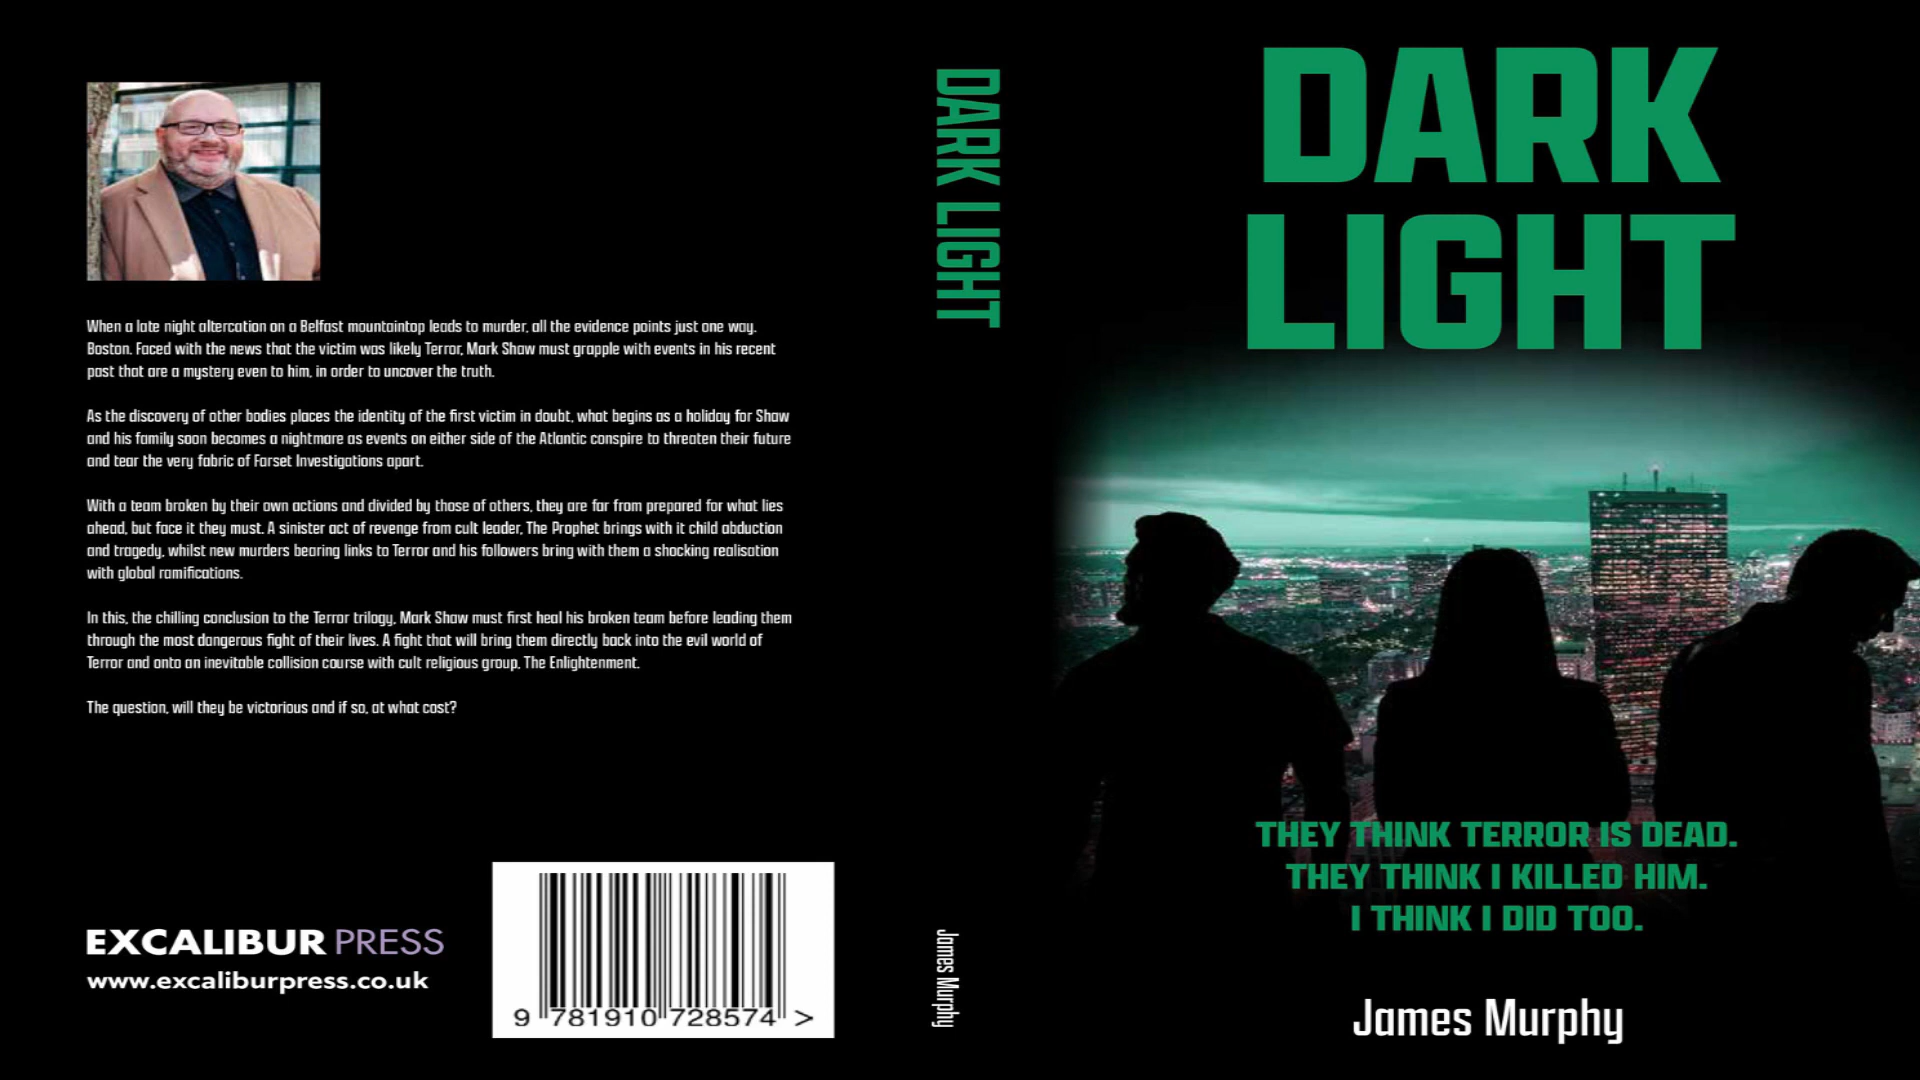 When a late night altercation on a Belfast mountaintop leads to murder, all the evidence points just one way.
Boston. Faced with the news that the victim was likely Terror, Mark Shaw must grapple with events in his recent
past that are a mystery even to him, in order to uncover the truth.
As the discovery of other bodies places the identity of the first victim in doubt, what begins as a holiday for Shaw
and his family soon becomes a nightmare as events on either side of the Atlantic conspire to threaten their future
and tear the very fabric of Farset Investigations apart.
With a team broken by their own actions and divided by those of others, they are far from prepared for what lies
ahead, but face it they must. A sinister act of revenge from cult leader, The Prophet brings with it child abduction
and tragedy, whilst new murders bearing links to Terror and his followers bring with them a shocking realisation
with global ramifications.
In this, the chilling conclusion to the Terror trilogy, Mark Shaw must first heal his broken team before leading them
through the most dangerous fight of their lives. A fight that will bring them directly back into the evil world of
Terror and onto an inevitable collision course with cult religious group, The Enlightenment.
The question, will they be victorious and if so, at what cost?
EXCALIBUR PRESS
www.excaliburpress.co.uk
9 781910 728574 >
DARK LIGHT
James Murphy
DARK
LIGHT
THEY THINK TERROR IS DEAD.
THEY THINK I KILLED HIM.
I THINK I DID TOO.
James Murphy